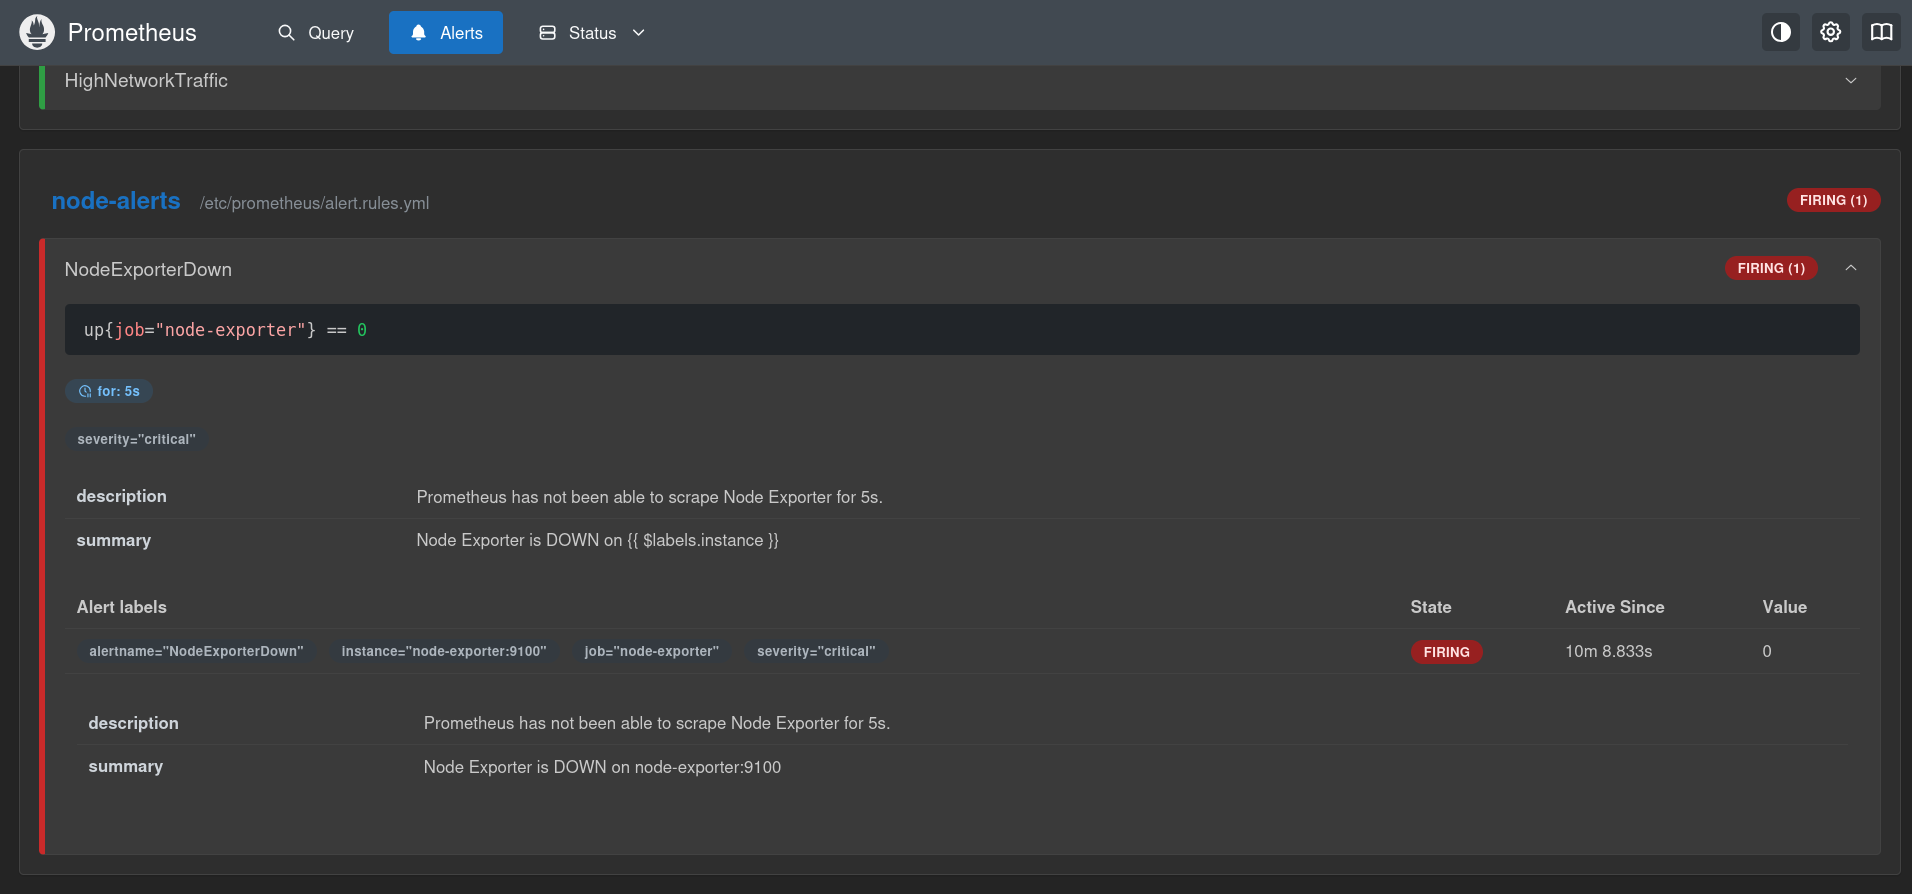 Prometheus Query Alerts Status
HighNetworkTraffic
node-alerts /etc/prometheus/alert.rules.yml FIRING (1)
NodeExporterDown FIRING (1)
up{job="node-exporter"} == 0
for: 5s
severity="critical"
description Prometheus has not been able to scrape Node Exporter for 5s.
summary Node Exporter is DOWN on {{ $labels.instance }}
Alert labels State Active Since Value
alertname="NodeExporterDown" instance="node-exporter:9100" job="node-exporter" severity="critical" FIRING 10m 8.833s 0
description Prometheus has not been able to scrape Node Exporter for 5s.
summary Node Exporter is DOWN on node-exporter:9100